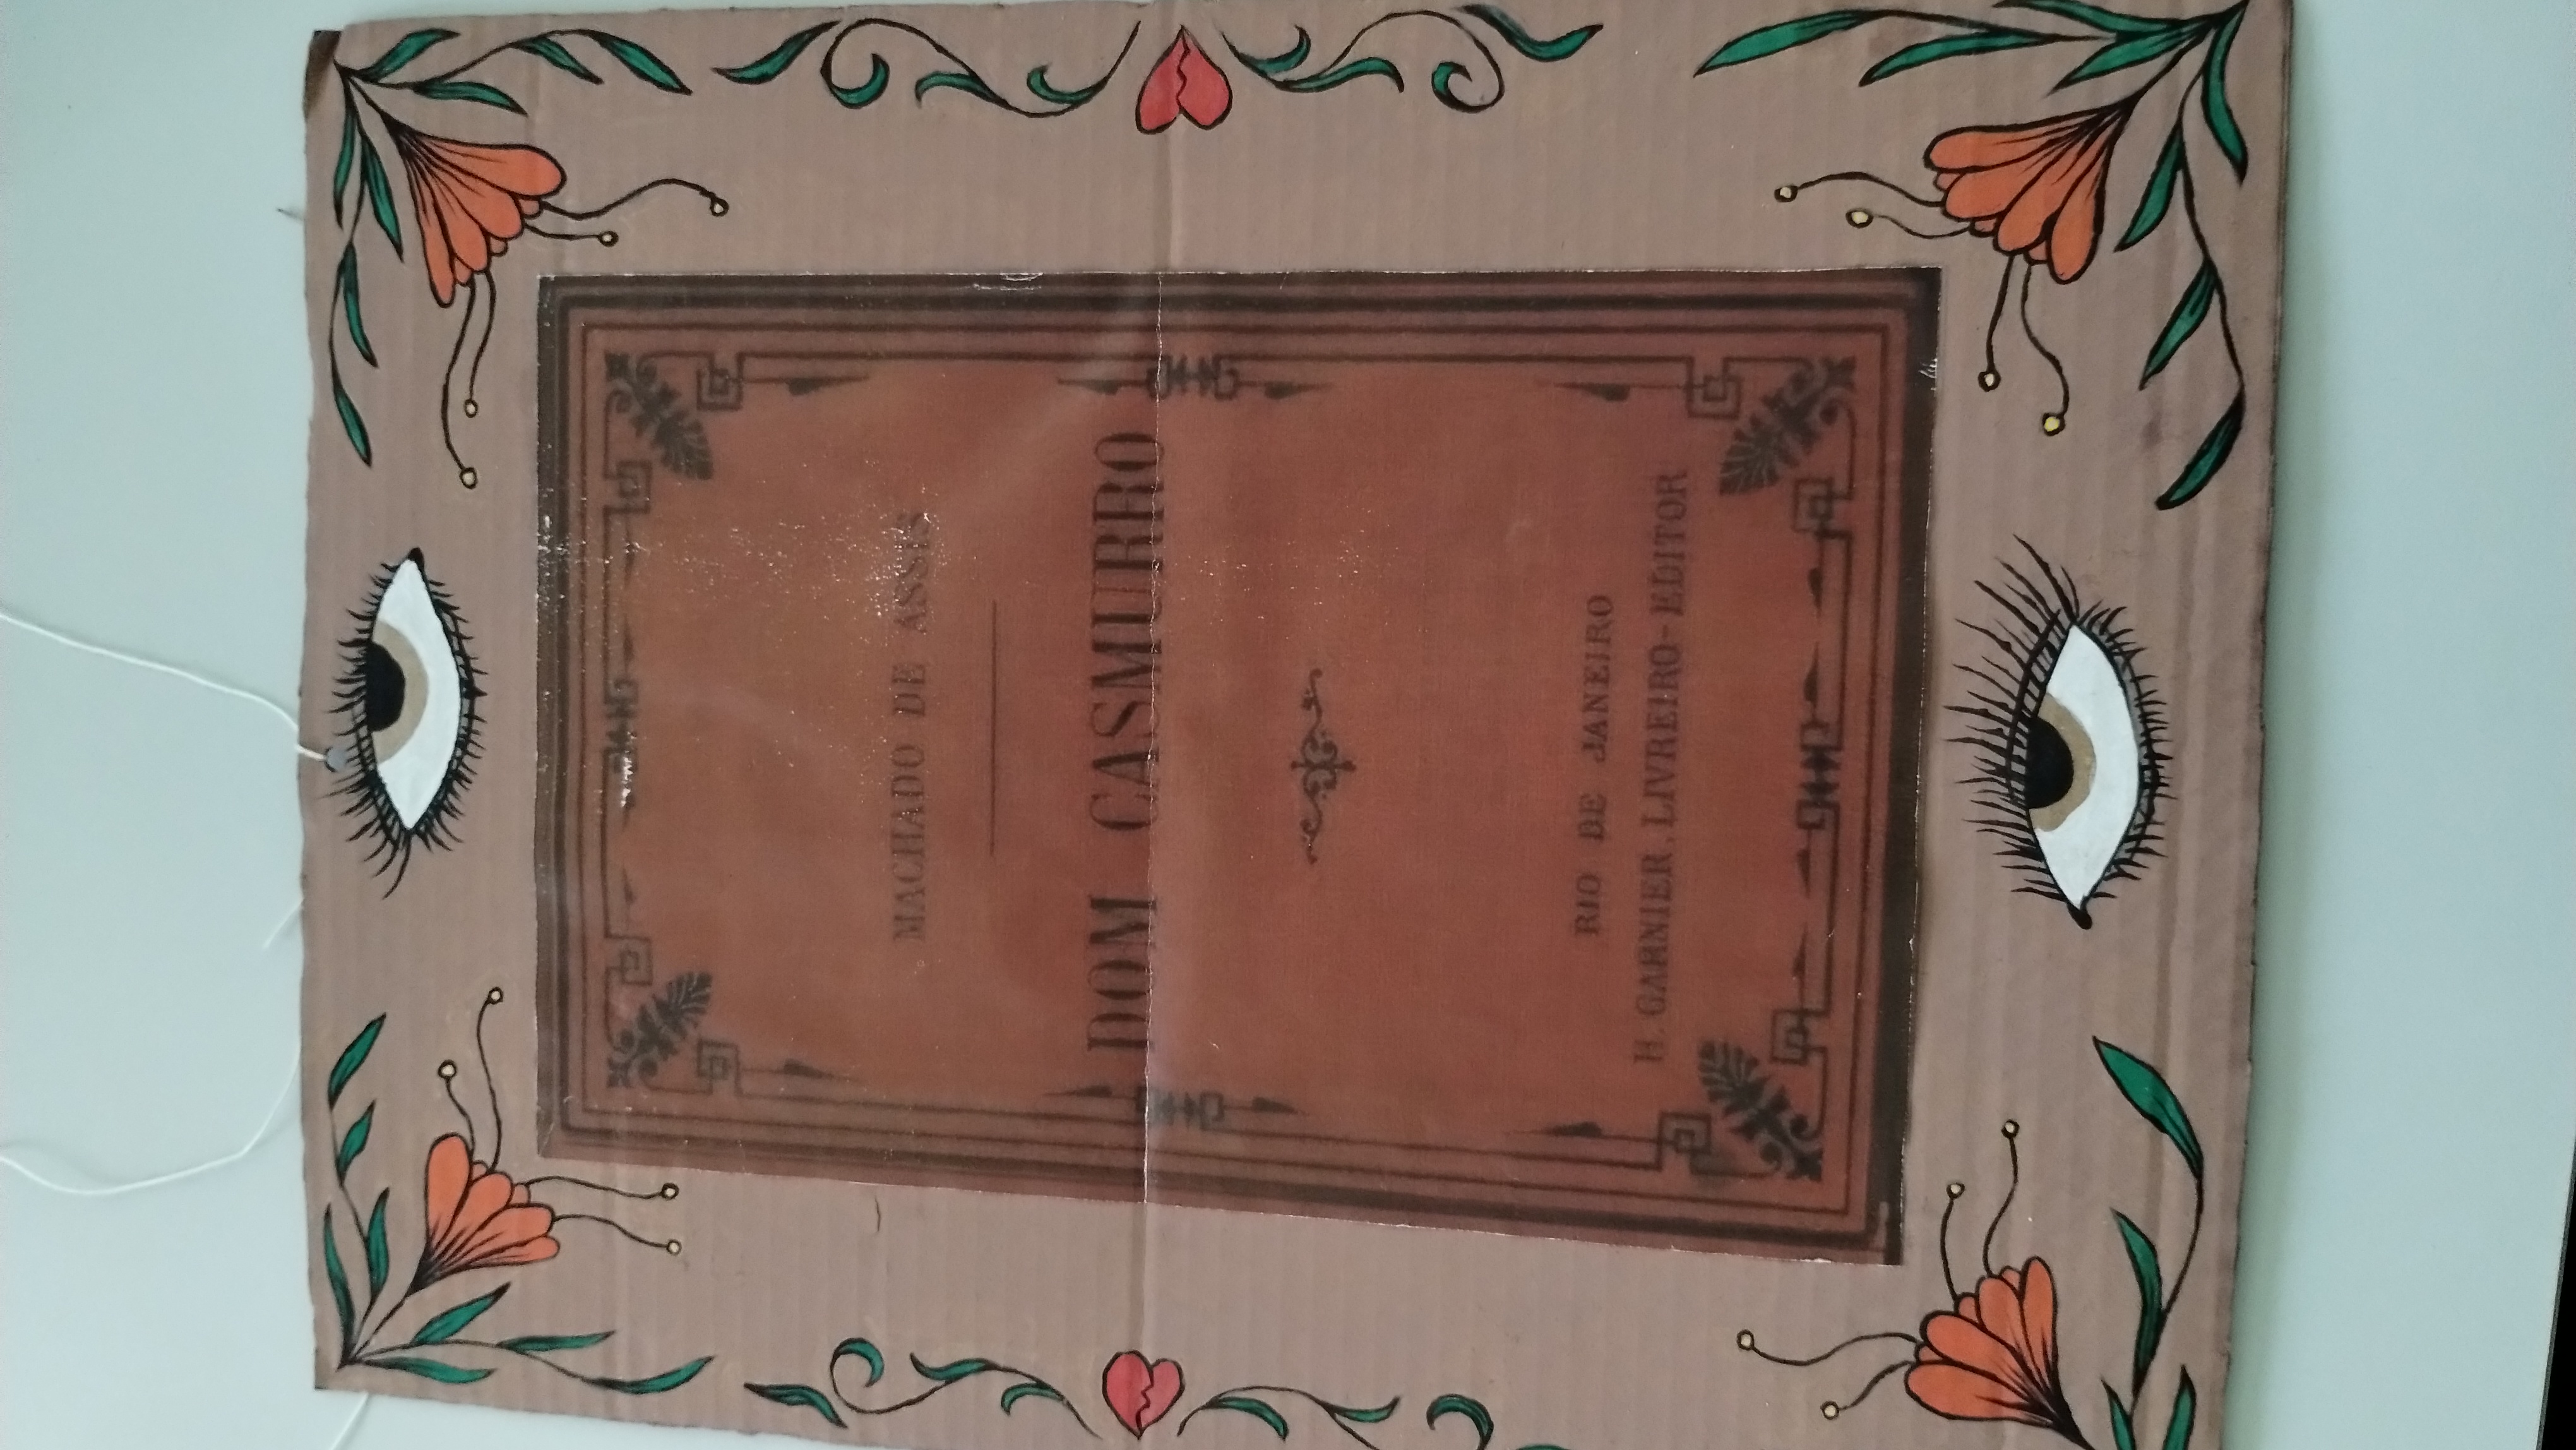 MACHADO DE ASSIS
DOM CASMURRO
RIO DE JANEIRO
H. GARNIER, LIVREIRO-EDITOR